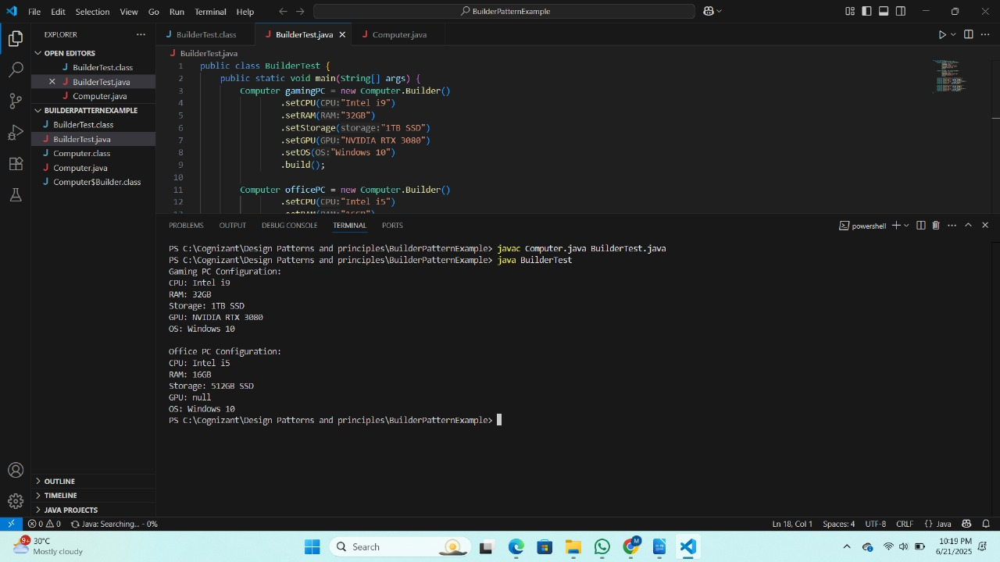 File Edit Selection View Go Run Terminal Help
BuilderPatternExample
EXPLORER
OPEN EDITORS
BuilderTest.class
BuilderTest.java
Computer.java
BUILDERPATTERNEXAMPLE
BuilderTest.class
BuilderTest.java
Computer.class
Computer.java
Computer$Builder.class
OUTLINE
TIMELINE
JAVA PROJECTS
BuilderTest.class BuilderTest.java Computer.java
BuilderTest.java
1 public class BuilderTest {
2 public static void main(String[] args) {
3 Computer gamingPC = new Computer.Builder()
4 .setCPU(CPU:"Intel i9")
5 .setRAM(RAM:"32GB")
6 .setStorage(storage:"1TB SSD")
7 .setGPU(GPU:"NVIDIA RTX 3080")
8 .setOS(OS:"Windows 10")
9 .build();
10
11 Computer officePC = new Computer.Builder()
12 .setCPU(CPU:"Intel i5")
13 .setRAM(RAM:"16GB")
PROBLEMS OUTPUT DEBUG CONSOLE TERMINAL PORTS
powershell
PS C:\Cognizant\Design Patterns and principles\BuilderPatternExample> javac Computer.java BuilderTest.java
PS C:\Cognizant\Design Patterns and principles\BuilderPatternExample> java BuilderTest
Gaming PC Configuration:
CPU: Intel i9
RAM: 32GB
Storage: 1TB SSD
GPU: NVIDIA RTX 3080
OS: Windows 10

Office PC Configuration:
CPU: Intel i5
RAM: 16GB
Storage: 512GB SSD
GPU: null
OS: Windows 10
PS C:\Cognizant\Design Patterns and principles\BuilderPatternExample>
0 0 Java: Searching... - 0%
Ln 18, Col 1 Spaces: 4 UTF-8 CRLF {} Java
9+ 30°C
Mostly cloudy
Search
M
10:19 PM
6/21/2025